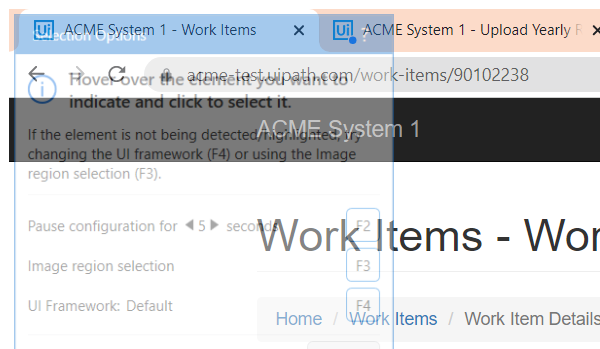 Ui ACME System 1 - Work Items
Ui ACME System 1 - Upload Yearly R
Selection Options
?
acme-test.uipath.com/work-items/90102238
Hover over the element you want to
indicate and click to select it.
ACME System 1
If the element is not being detected/highlighted, try
changing the UI framework (F4) or using the Image
region selection (F3).
Pause configuration for 5 seconds F2
Work Items - Wor
Image region selection F3
UI Framework: Default F4
Home / Work Items / Work Item Details